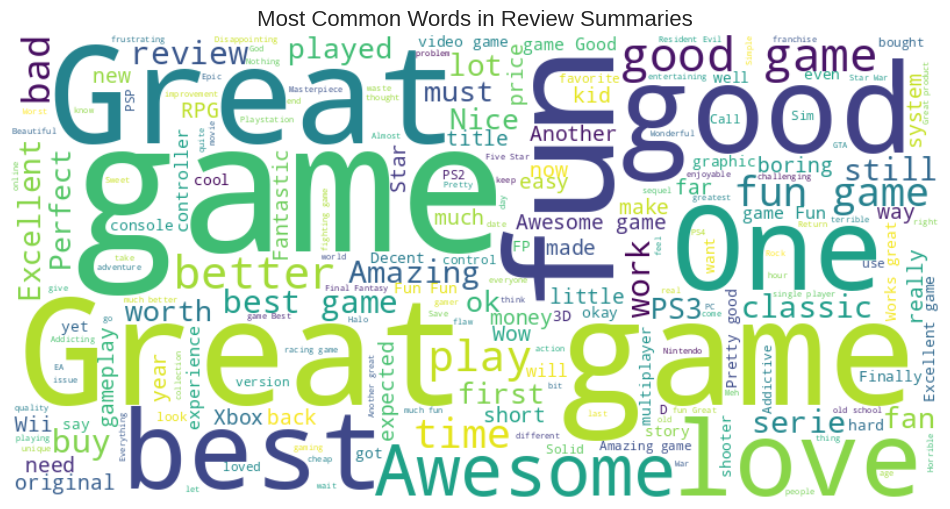 Most Common Words in Review Summaries
bad
frustrating
Disappointing
God
Nothing
review
played
video game
problem
game Good
Resident Evil
good game
franchise
bought
new
PSP
Epic
Great
lot
price
favorite
kid
entertaining
well
even
Star War
system
Great product
Worst
know
improvement
RPG
Masterpiece
waste
thought
end
Playstation
must
Nice
title
Another
fun
good
Wonderful
Call
Sim
GTA
Beautiful
movie
quite
Almost
Five Star
now
easy
graphic
boring
still
enjoyable
challenging
online
Excellent
Perfect
game
controller
cool
Sweet
Fantastic
fighting game
Star
PS2
Pretty
keep
day
date
much
make
far
sequel
greatest
fun game
console
take
adventure
world
Decent
control
Awesome game
FP
made
work
want
PS4
feel
One
game Fun
terrible
Return
way
right
Rock
hour
use
really
Works great
give
much better
better
Amazing
everyone
Final Fantasy
Fun Fun
gamer
think
little
real
PC
come
single player
worth
best game
ok
money
3D
okay
PS3
classic
yet
go
Addicting
EA
issue
gameplay
Great game
game Best
Halo
Save
flaw
Wow
Pretty good
Nintendo
Excellent game
year
experience
version
racing game
Another great
expected
play
action
will
bit
first
multiplayer
Addictive
Meh
Finally
quality
Wii
say
playing
unique
buy
Everything
look
collection
Xbox
back
much fun
time
short
different
last
D
old
story
fun Great
old school
serie
hard
fan
thing
need
original
best
loved
gaming
cheap
got
let
wait
Awesome
Solid
Amazing game
War
shooter
love
people
age
Horrible